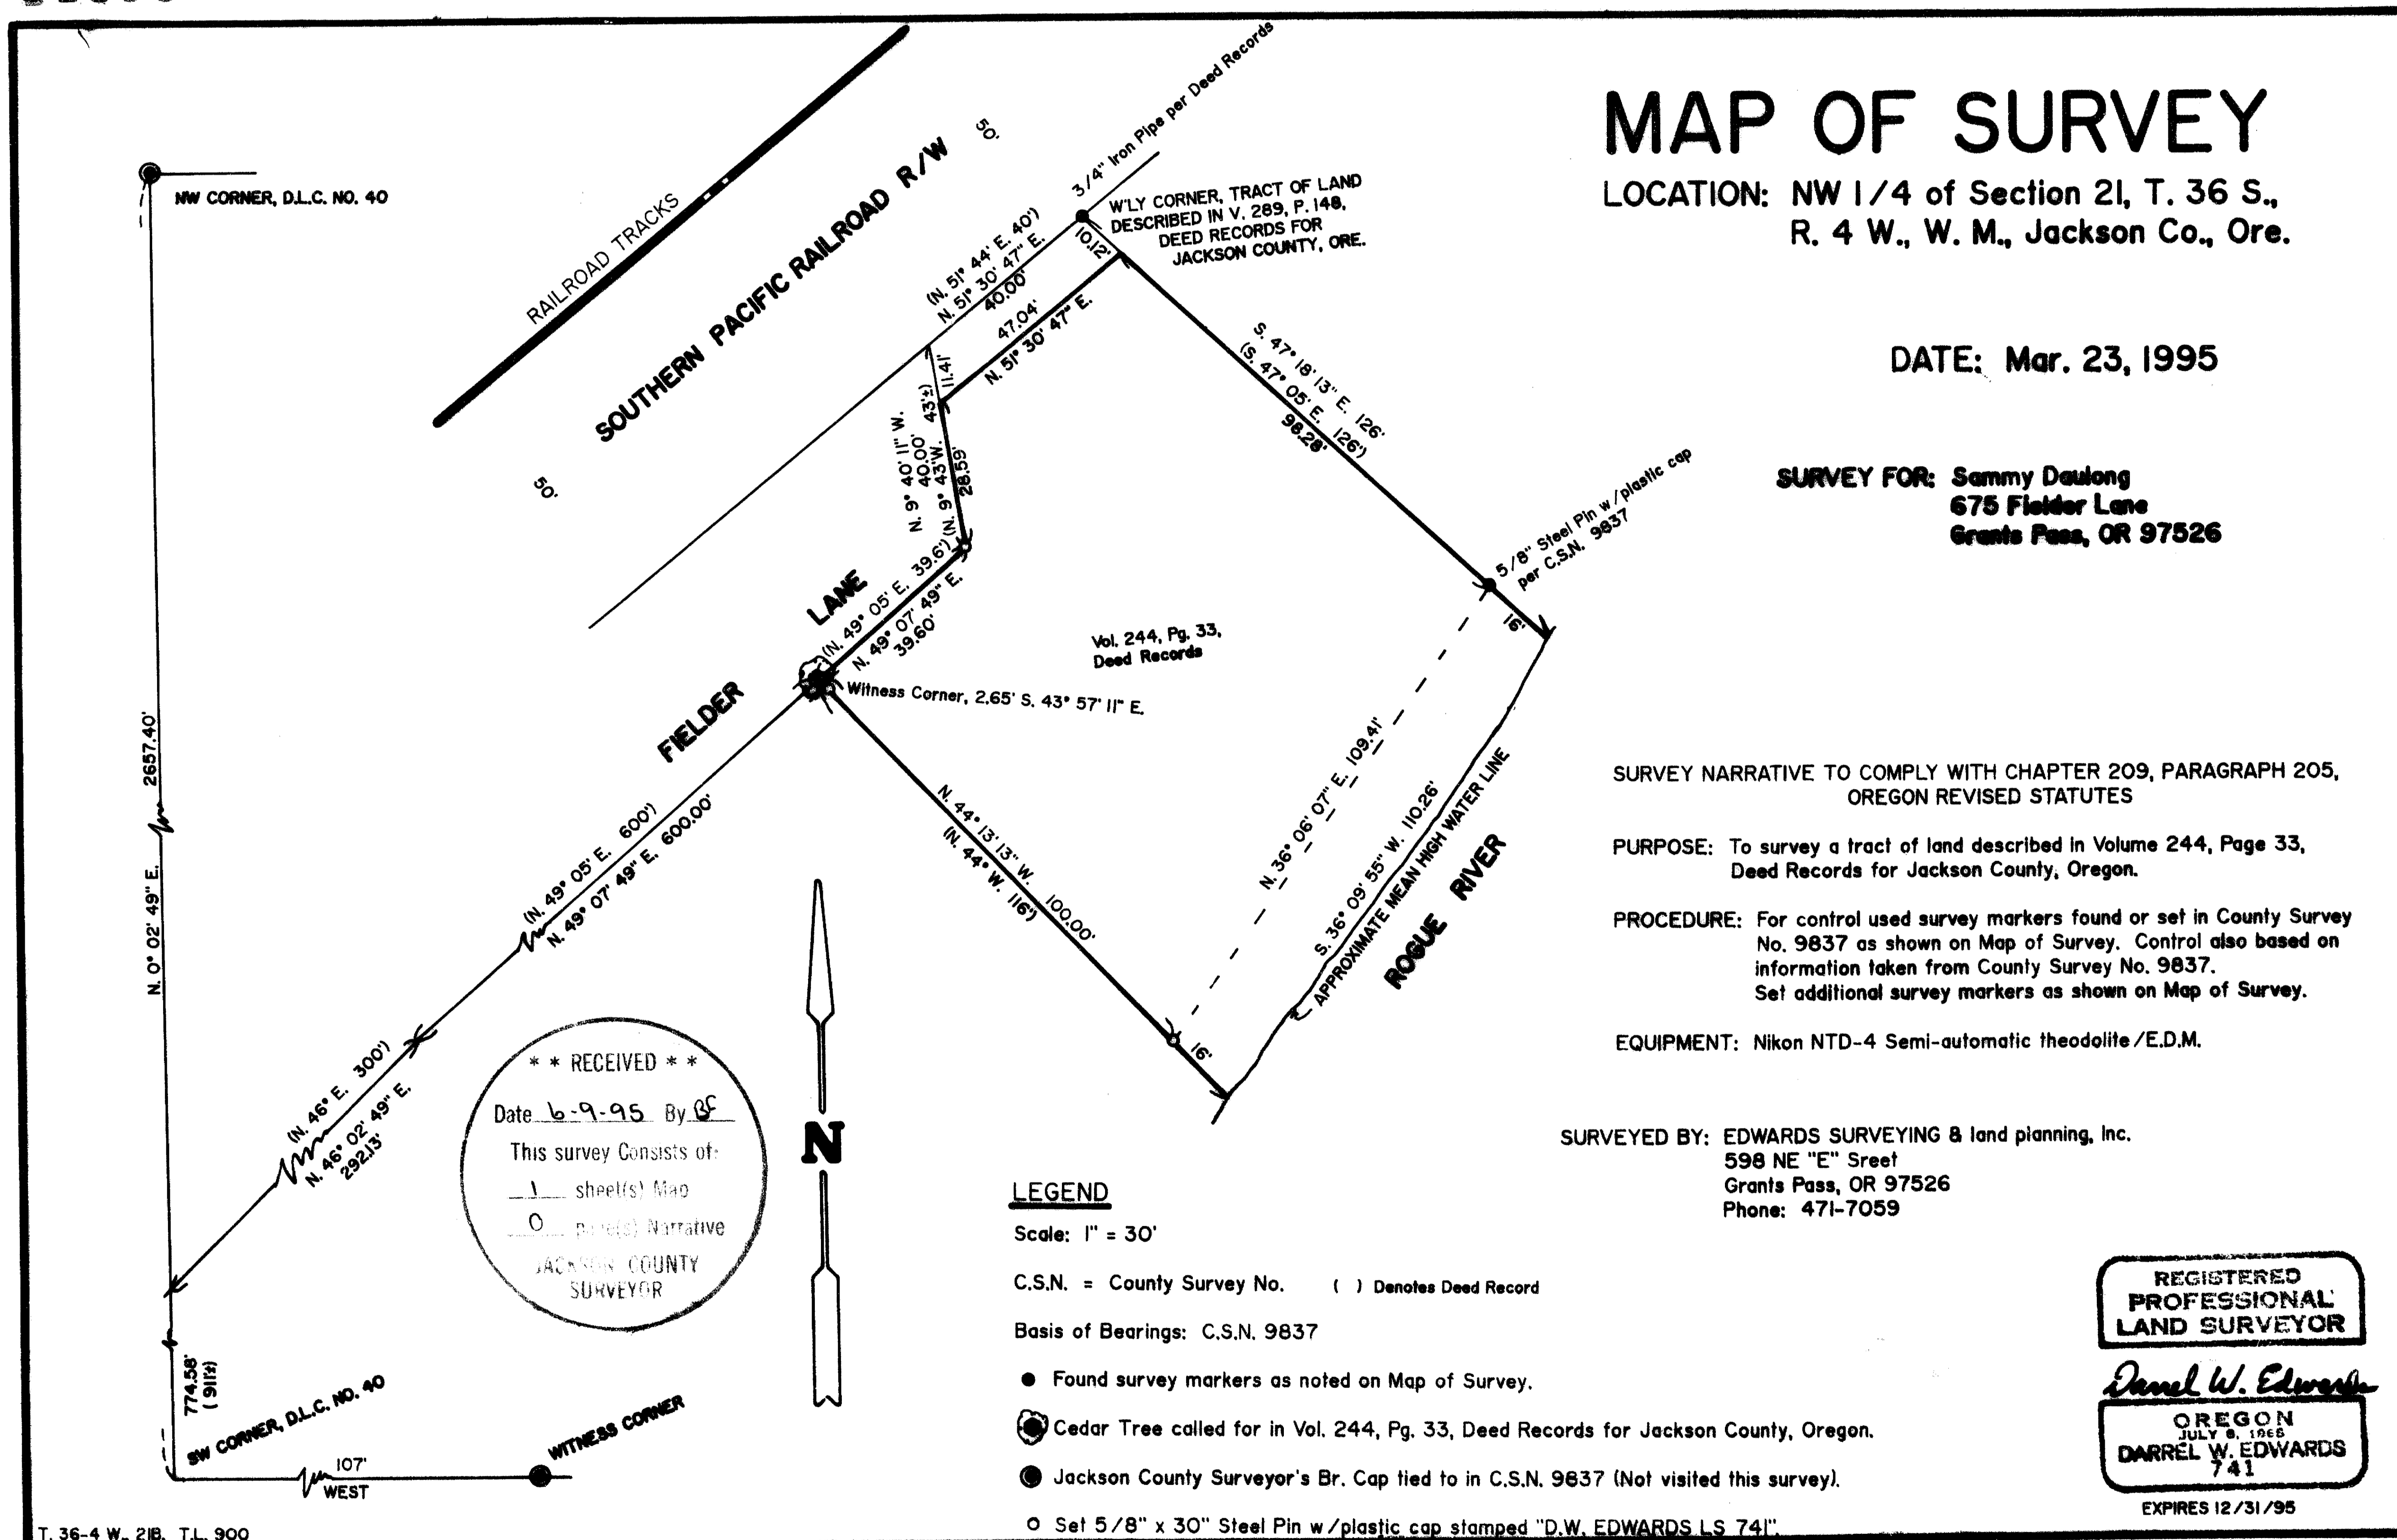 MAP OF SURVEY
LOCATION: NW 1/4 of Section 21, T. 36 S.,
R. 4 W., W. M., Jackson Co., Ore.
DATE: Mar. 23, 1995
SURVEY FOR: Sammy Daulong
675 Fielder Lane
Grants Pass, OR 97526
NW CORNER, D.L.C. NO. 40
RAILROAD TRACKS
SOUTHERN PACIFIC RAILROAD R/W
50'
50'
3/4" Iron Pipe per Deed Records
W'LY CORNER, TRACT OF LAND
DESCRIBED IN V. 289, P. 148,
DEED RECORDS FOR
JACKSON COUNTY, ORE.
(N. 51° 44' E. 40')
N. 51° 30' 47" E.
40.00'
10.12'
47.04'
N. 51° 30' 47" E.
11.41'
N. 9° 40' 11" W.
40.00'
(N. 9° 43' W. 43'±)
28.59'
S. 47° 18' 13" E. 126'
(S. 47° 05' E. 126')
98.28'
5/8" Steel Pin w/plastic cap
per C.S.N. 9837
16'
(N. 49° 05' E. 39.6')
N. 49° 07' 49" E.
39.60'
FIELDER LANE
Vol. 244, Pg. 33,
Deed Records
Witness Corner, 2.65' S. 43° 57' 11" E.
N. 44° 13' 13" W. 100.00'
(N. 44° W. 116')
16'
N. 36° 06' 07" E. 109.41'
S. 36° 09' 55" W. 110.26'
APPROXIMATE MEAN HIGH WATER LINE
ROGUE RIVER
(N. 49° 05' E. 600')
N. 49° 07' 49" E. 600.00'
(N. 46° E. 300')
N. 46° 02' 49" E.
292.13'
N. 0° 02' 49" E. 2657.40'
774.58'
(911'±)
SW CORNER, D.L.C. NO. 40
107'
WEST
WITNESS CORNER
* * RECEIVED * *
Date 6-9-95 By BF
This survey Consists of:
1 sheet(s) Map
0 page(s) Narrative
JACKSON COUNTY
SURVEYOR
N
SURVEY NARRATIVE TO COMPLY WITH CHAPTER 209, PARAGRAPH 205,
OREGON REVISED STATUTES
PURPOSE: To survey a tract of land described in Volume 244, Page 33,
Deed Records for Jackson County, Oregon.
PROCEDURE: For control used survey markers found or set in County Survey
No. 9837 as shown on Map of Survey. Control also based on
information taken from County Survey No. 9837.
Set additional survey markers as shown on Map of Survey.
EQUIPMENT: Nikon NTD-4 Semi-automatic theodolite/E.D.M.
SURVEYED BY: EDWARDS SURVEYING & land planning, Inc.
598 NE "E" Sreet
Grants Pass, OR 97526
Phone: 471-7059
LEGEND
Scale: 1" = 30'
C.S.N. = County Survey No. ( ) Denotes Deed Record
Basis of Bearings: C.S.N. 9837
Found survey markers as noted on Map of Survey.
Cedar Tree called for in Vol. 244, Pg. 33, Deed Records for Jackson County, Oregon.
Jackson County Surveyor's Br. Cap tied to in C.S.N. 9837 (Not visited this survey).
Set 5/8" x 30" Steel Pin w/plastic cap stamped "D.W. EDWARDS LS 741".
REGISTERED
PROFESSIONAL
LAND SURVEYOR
Darrel W. Edwards
OREGON
JULY 8, 1966
DARREL W. EDWARDS
741
EXPIRES 12/31/95
T. 36-4 W., 21B, T.L. 900